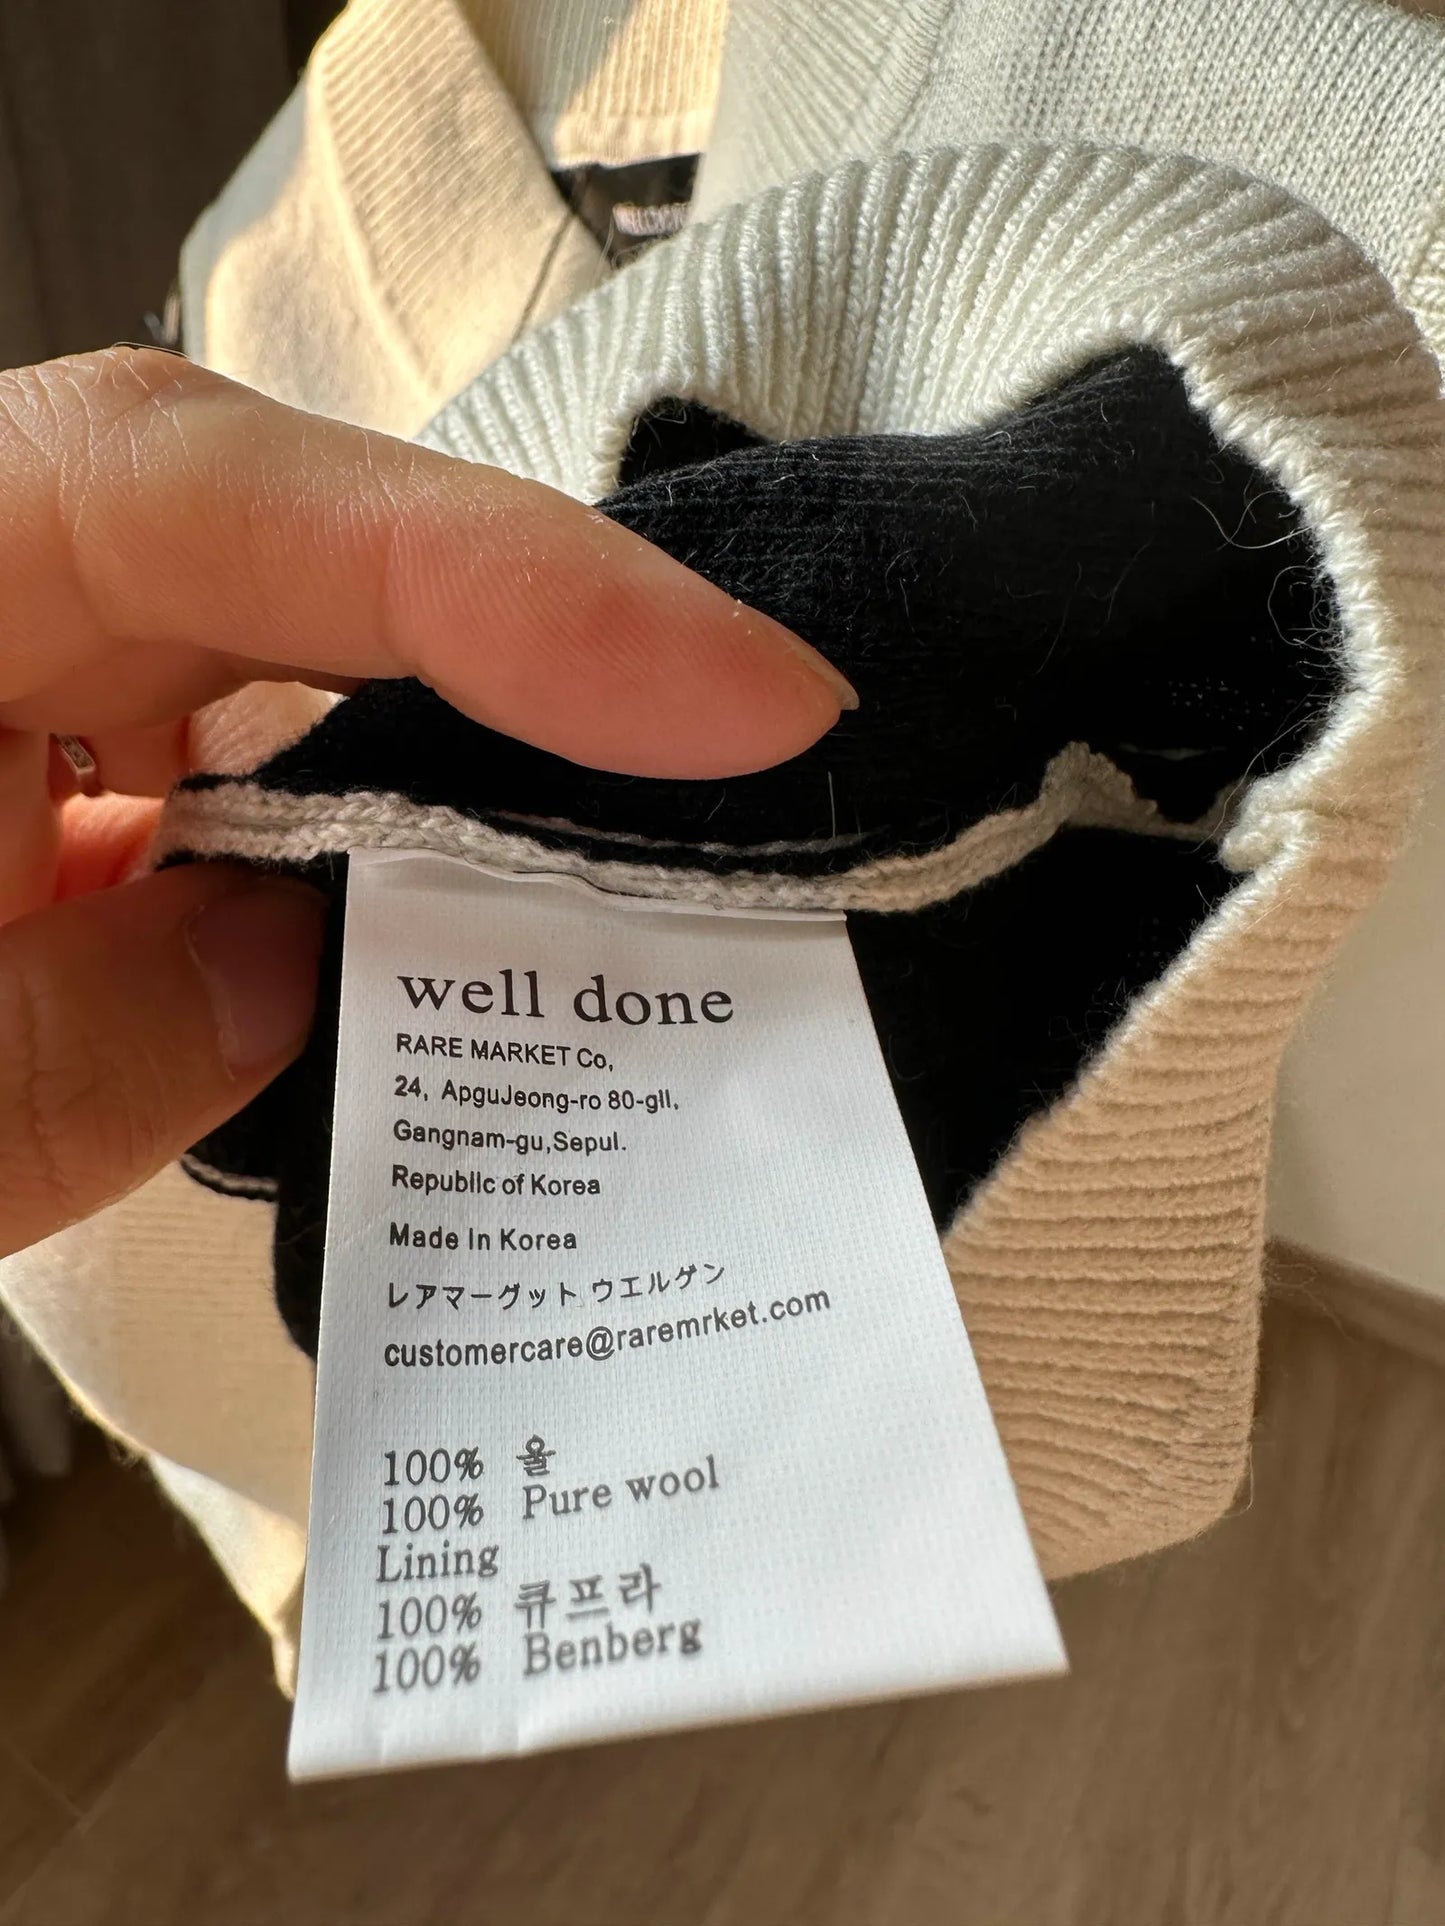 well done
RARE MARKET Co,
24, ApguJeong-ro 80-gll,
Gangnam-gu,Sepul.
Republlc of Korea
Made In Korea
レアマーグット ウエルゲン
customercare@raremrket.com
100% 울
100% Pure wool
Lining
100% 큐프라
100% Benberg